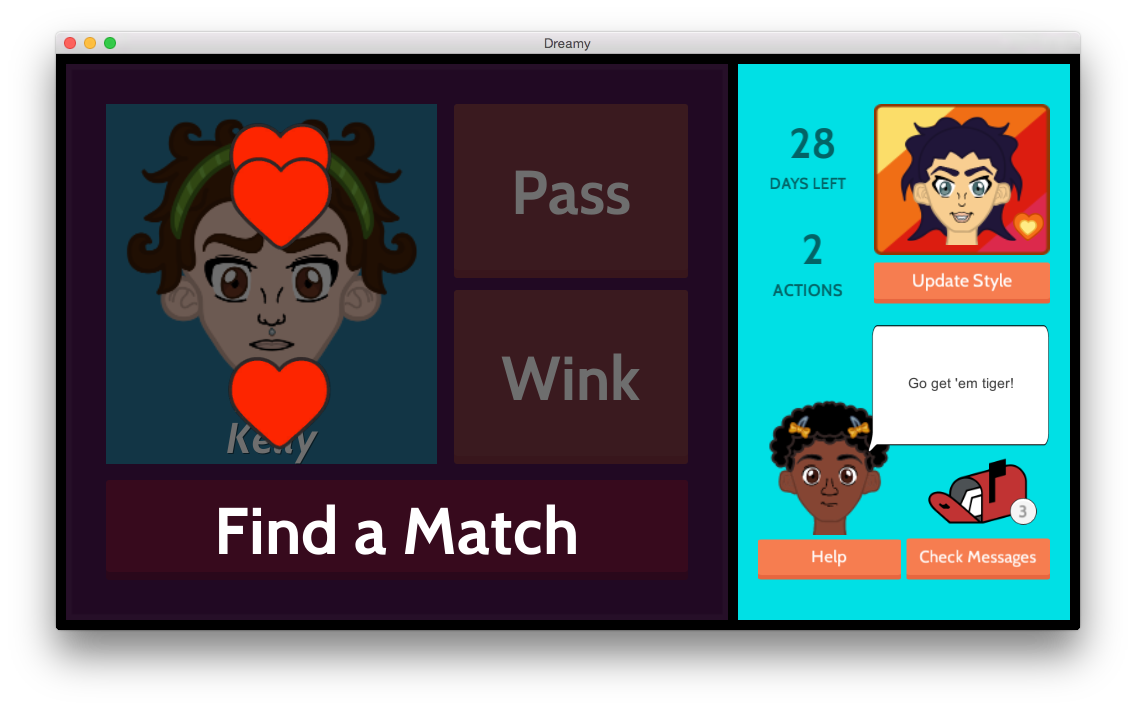 Dreamy
Pass
Wink
Kelly
Find a Match
28
DAYS LEFT
2
ACTIONS
Update Style
Go get 'em tiger!
3
Help
Check Messages